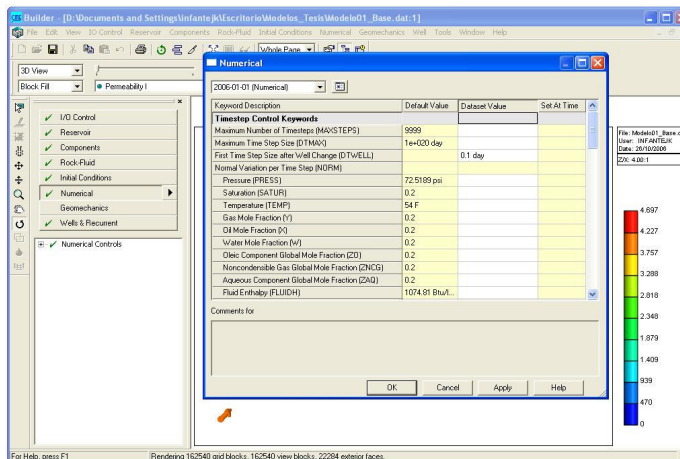 Builder - [D:\Documents and Settings\infantejk\Escritorio\Modelos_Tesis\Modelo01_Base.dat:1]
File Edit View IO Control Reservoir Components Rock-Fluid Initial Conditions Numerical Geomechanics Well Tools Window Help
Whole Page
3D View
Block Fill
Permeability I
I/O Control
Reservoir
Components
Rock-Fluid
Initial Conditions
Numerical
Geomechanics
Wells & Recurrent
Numerical Controls
Numerical
2006-01-01 (Numerical)
Keyword Description Default Value Dataset Value Set At Time
Timestep Control Keywords
Maximum Number of Timesteps (MAXSTEPS) 9999
Maximum Time Step Size (DTMAX) 1e+020 day
First Time Step Size after Well Change (DTWELL) 0.1 day
Normal Variation per Time Step (NORM)
Pressure (PRESS) 72.5189 psi
Saturation (SATUR) 0.2
Temperature (TEMP) 54 F
Gas Mole Fraction (Y) 0.2
Oil Mole Fraction (X) 0.2
Water Mole Fraction (W) 0.2
Oleic Component Global Mole Fraction (ZO) 0.2
Noncondensible Gas Global Mole Fraction (ZNCG) 0.2
Aqueous Component Global Mole Fraction (ZAQ) 0.2
Fluid Enthalpy (FLUIDH) 1074.81 Btu/l...
Comments for
OK Cancel Apply Help
File: Modelo01_Base.d
User: INFANTEJK
Date: 26/10/2006
Z/X: 4.00:1
4.697
4.227
3.757
3.288
2.818
2.348
1.879
1.409
939
470
0
For Help, press F1 Rendering 162540 grid blocks, 162540 view blocks, 22284 exterior faces.